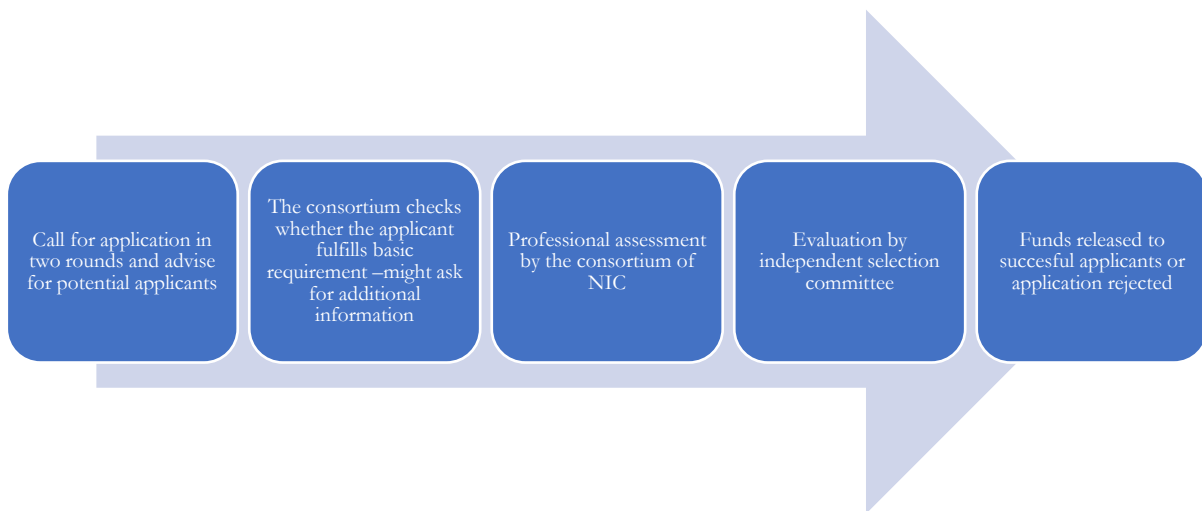 Call for application in
two rounds and advise
for potential applicants
The consortium checks
whether the applicant
fulfills basic
requirement –might ask
for additional
information
Professional assessment
by the consortium of
NIC
Evaluation by
independent selection
committee
Funds released to
succesful applicants or
application rejected